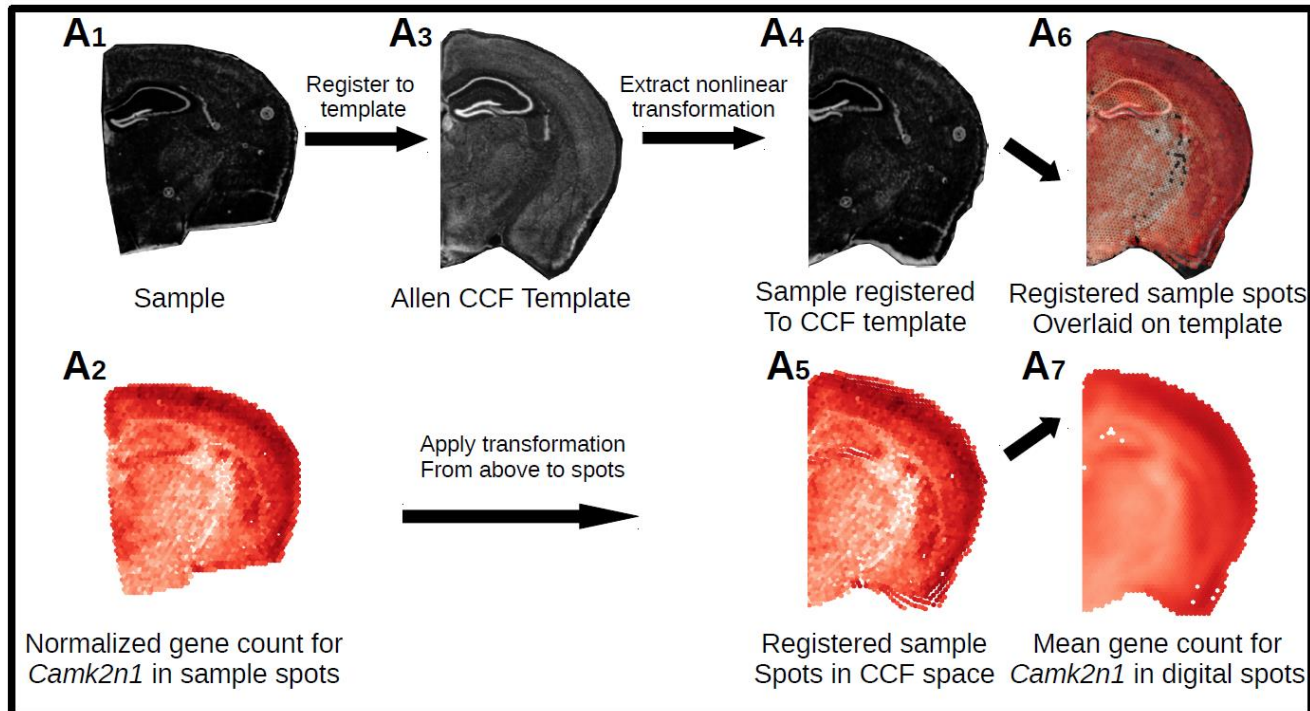 A1
Register to
template
A3
Extract nonlinear
transformation
A4
A6
Sample
Allen CCF Template
Sample registered
To CCF template
Registered sample spots
Overlaid on template
A2
Apply transformation
From above to spots
A5
A7
Normalized gene count for
Camk2n1 in sample spots
Registered sample
Spots in CCF space
Mean gene count for
Camk2n1 in digital spots